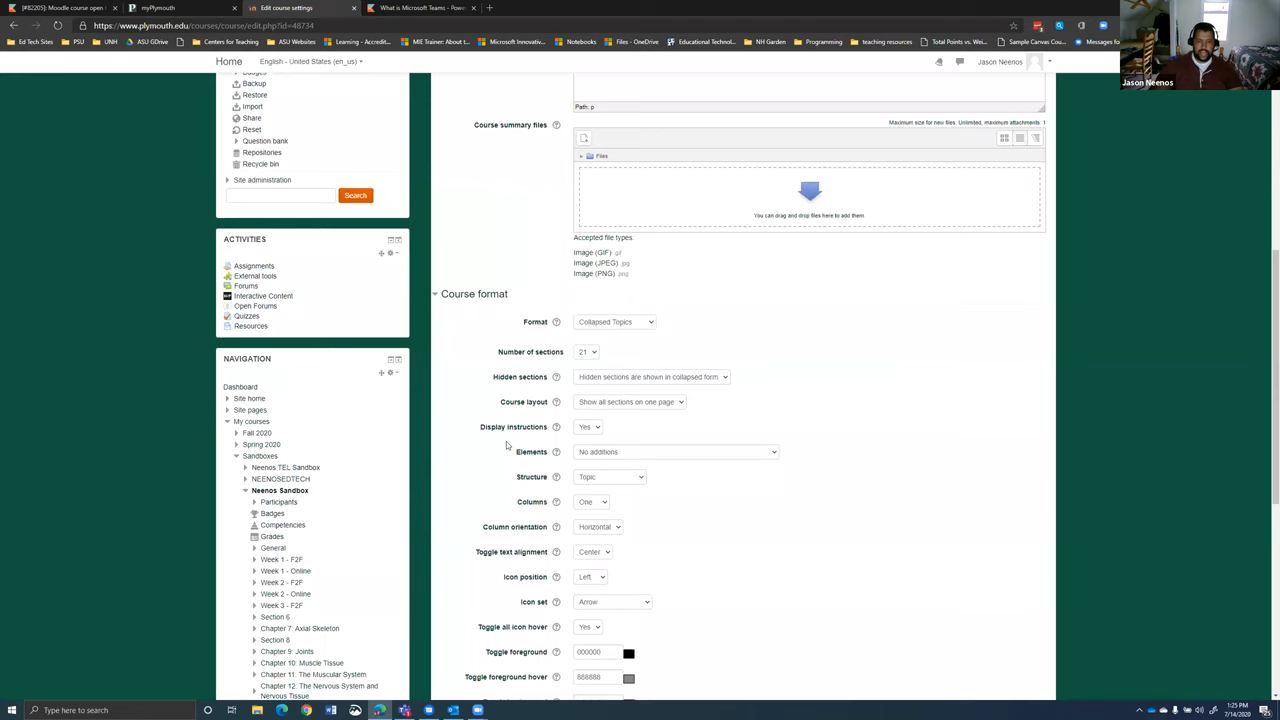 [#82205]: Moodle course open t
myPlymouth
Edit course settings
What is Microsoft Teams - Pow
https://www.plymouth.edu/courses/course/edit.php?id=48734
Ed Tech Sites
PSU
UNH
ASU GDrive
Centers for Teaching
ASU Websites
Learning - Accredit...
MIE Trainer: About t...
Microsoft Innovativ...
Notebooks
Files - OneDrive
Educational Technol...
NH Garden
Programming
teaching resources
Total Points vs. Wei...
Sample Canvas Cou...
Messages fo
Home
English - United States (en_us)
Jason Neenos
Jason Neenos
Badges
Backup
Restore
Import
Share
Reset
Question bank
Repositories
Recycle bin
Site administration
Search
ACTIVITIES
Assignments
External tools
Forums
Interactive Content
Open Forums
Quizzes
Resources
NAVIGATION
Dashboard
Site home
Site pages
My courses
Fall 2020
Spring 2020
Sandboxes
Neenos TEL Sandbox
NEENOSEDTECH
Neenos Sandbox
Participants
Badges
Competencies
Grades
General
Week 1 - F2F
Week 1 - Online
Week 2 - F2F
Week 2 - Online
Week 3 - F2F
Section 6
Chapter 7: Axial Skeleton
Section 8
Chapter 9: Joints
Chapter 10: Muscle Tissue
Chapter 11: The Muscular System
Chapter 12: The Nervous System and
Nervous Tissue
Path: p
Course summary files
Maximum size for new files: Unlimited, maximum attachments: 1
Files
You can drag and drop files here to add them.
Accepted file types:
Image (GIF) .gif
Image (JPEG) .jpg
Image (PNG) .png
Course format
Format
Collapsed Topics
Number of sections
21
Hidden sections
Hidden sections are shown in collapsed form
Course layout
Show all sections on one page
Display instructions
Yes
Elements
No additions
Structure
Topic
Columns
One
Column orientation
Horizontal
Toggle text alignment
Center
Icon position
Left
Icon set
Arrow
Toggle all icon hover
Yes
Toggle foreground
000000
Toggle foreground hover
888888
Type here to search
1:25 PM
7/14/2020